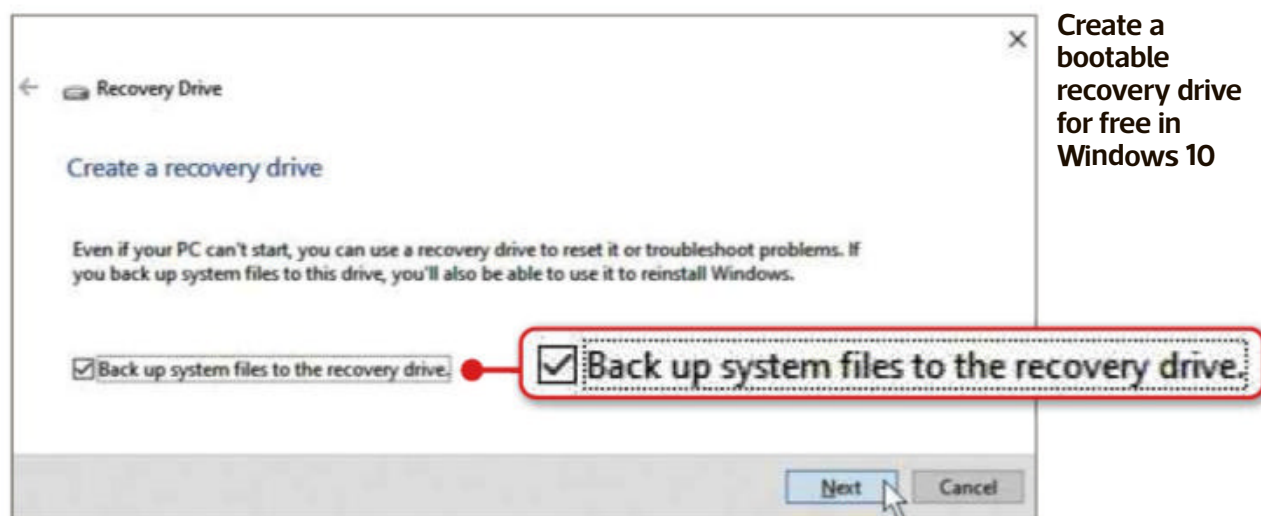 Create a
bootable
recovery drive
for free in
Windows 10
Recovery Drive
Create a recovery drive
Even if your PC can't start, you can use a recovery drive to reset it or troubleshoot problems. If
you back up system files to this drive, you'll also be able to use it to reinstall Windows.
Back up system files to the recovery drive.
Back up system files to the recovery drive.
Next
Cancel